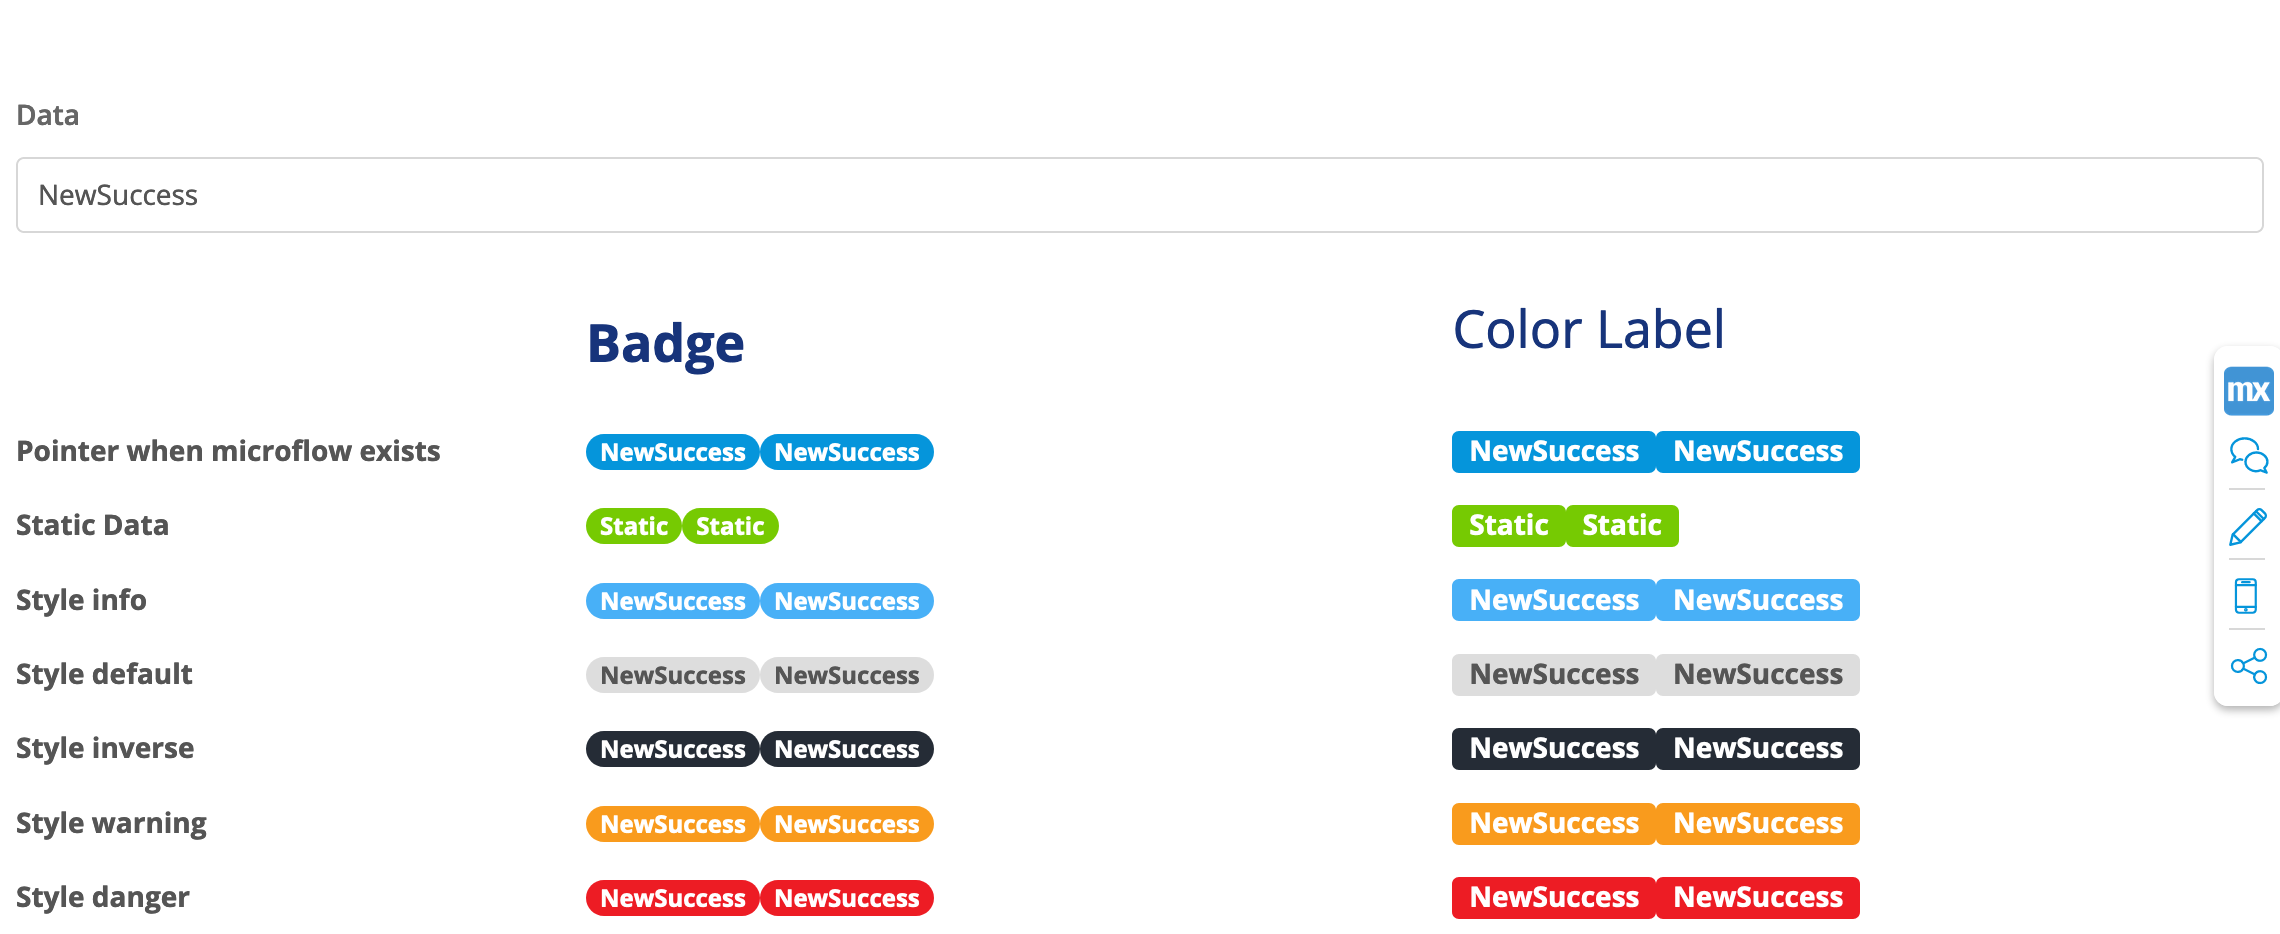 Data
NewSuccess
Badge
Color Label
mx
Pointer when microflow exists NewSuccess NewSuccess NewSuccess NewSuccess
Static Data Static Static Static Static
Style info NewSuccess NewSuccess NewSuccess NewSuccess
Style default NewSuccess NewSuccess NewSuccess NewSuccess
Style inverse NewSuccess NewSuccess NewSuccess NewSuccess
Style warning NewSuccess NewSuccess NewSuccess NewSuccess
Style danger NewSuccess NewSuccess NewSuccess NewSuccess